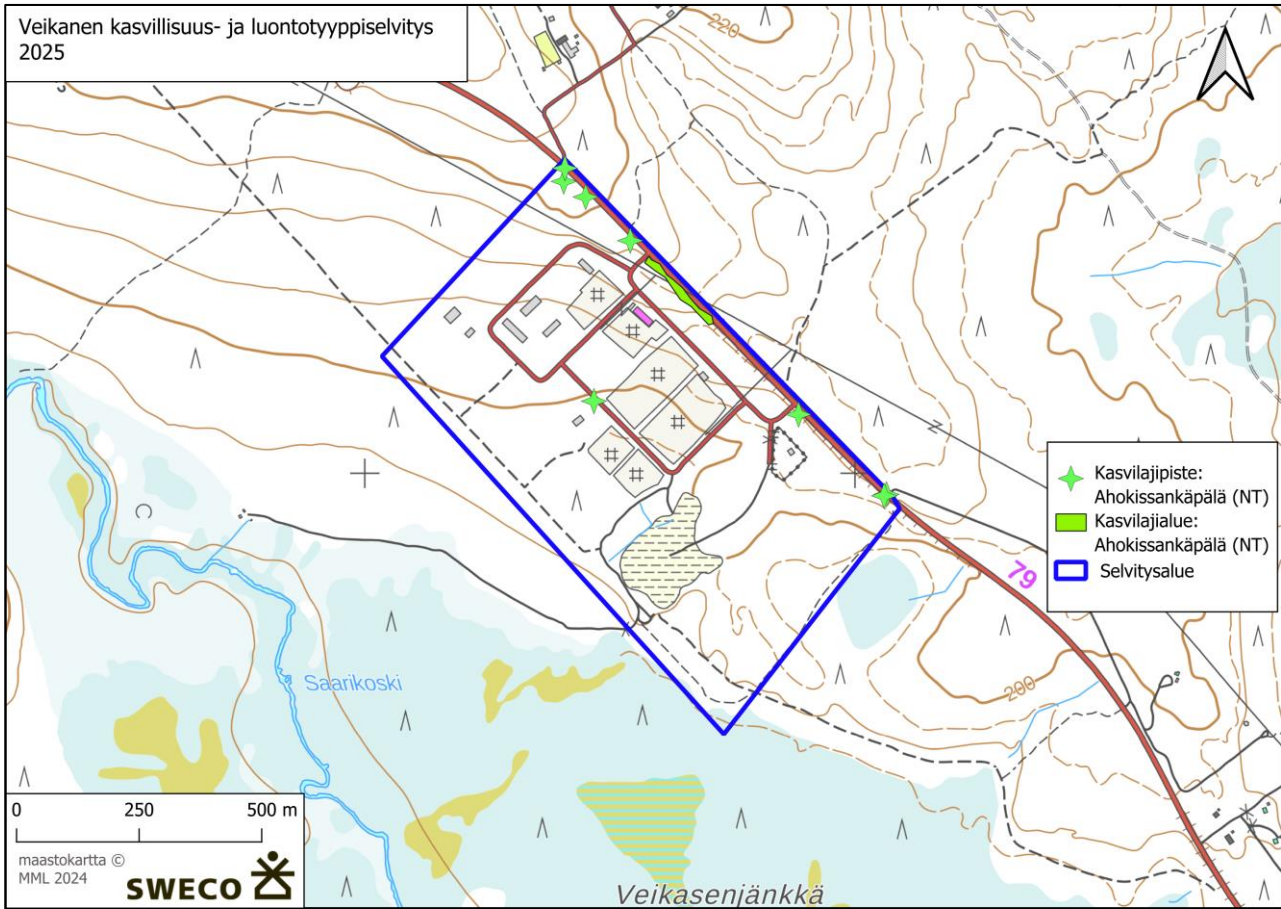 Veikanen kasvillisuus- ja luontotyyppiselvitys
2025
220
Kasvilajipiste:
Ahokissankäpälä (NT)
Kasvilajialue:
Ahokissankäpälä (NT)
Selvitysalue
79
200
Saarikoski
0 250 500 m
maastokartta ©
MML 2024
SWECO
Veikasenjänkkä